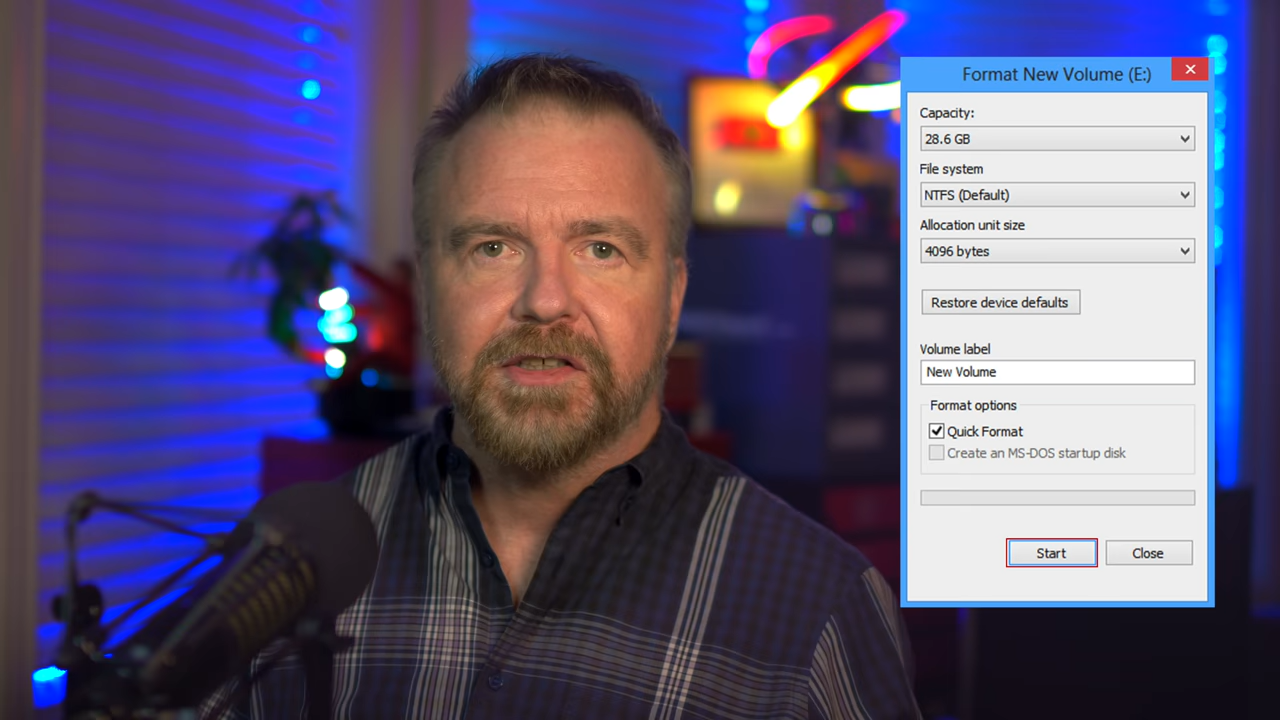 Format New Volume (E:)
Capacity:
28.6 GB
File system
NTFS (Default)
Allocation unit size
4096 bytes
Restore device defaults
Volume label
New Volume
Format options
Quick Format
Create an MS-DOS startup disk
Start
Close